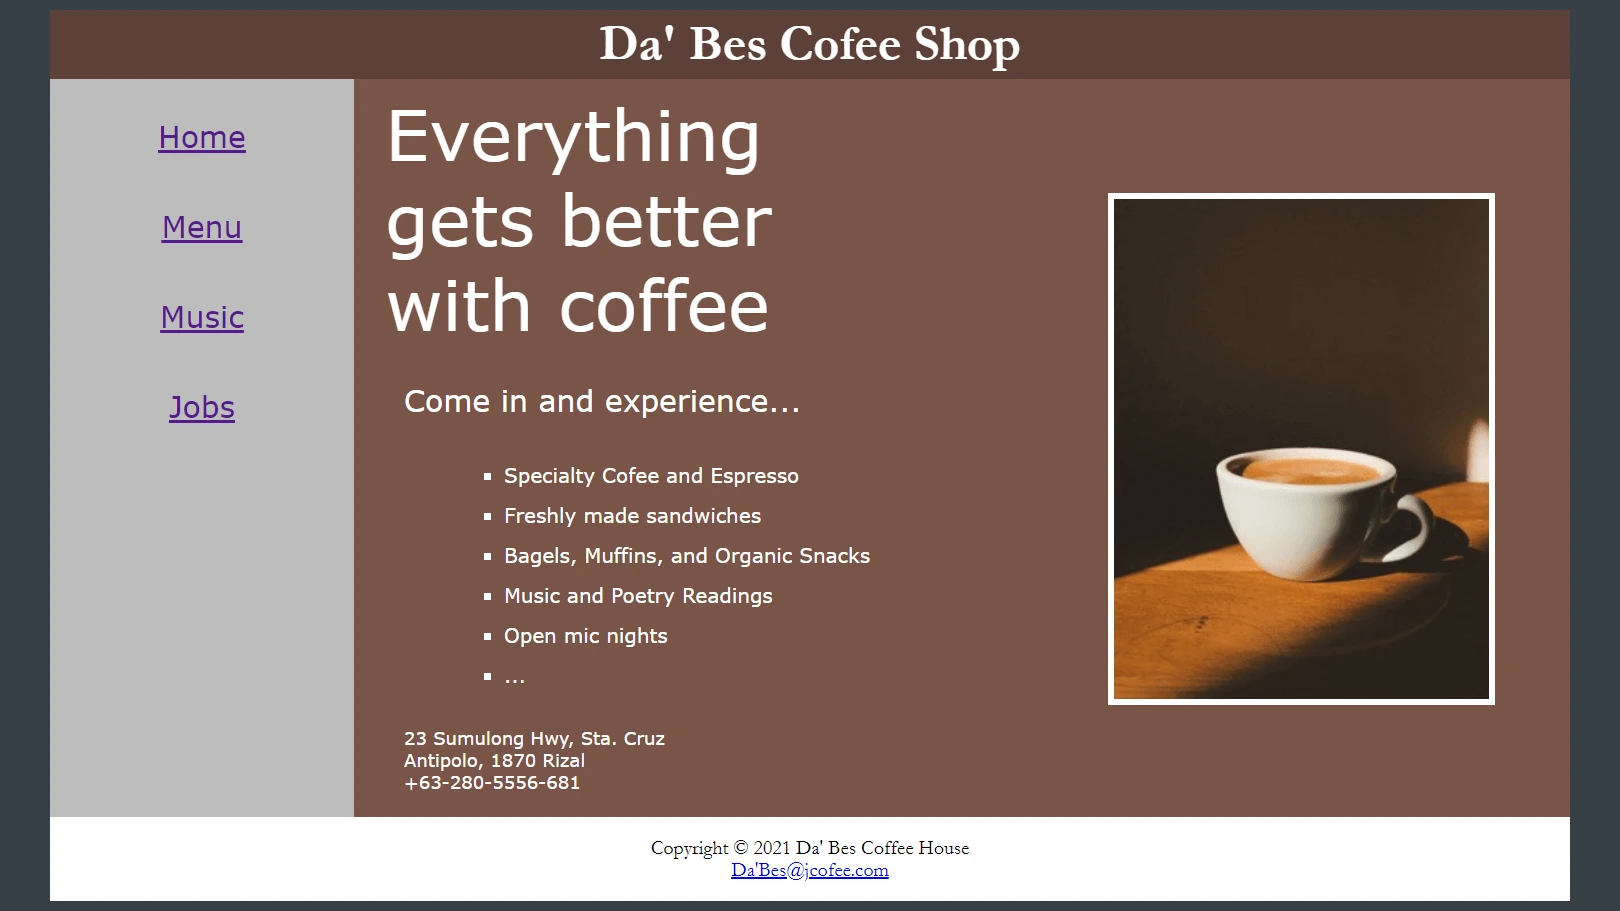 Da' Bes Cofee Shop
Home
Menu
Music
Jobs
Everything
gets better
with coffee
Come in and experience...
Specialty Cofee and Espresso
Freshly made sandwiches
Bagels, Muffins, and Organic Snacks
Music and Poetry Readings
Open mic nights
...
23 Sumulong Hwy, Sta. Cruz
Antipolo, 1870 Rizal
+63-280-5556-681
Copyright © 2021 Da' Bes Coffee House
Da'Bes@jcofee.com